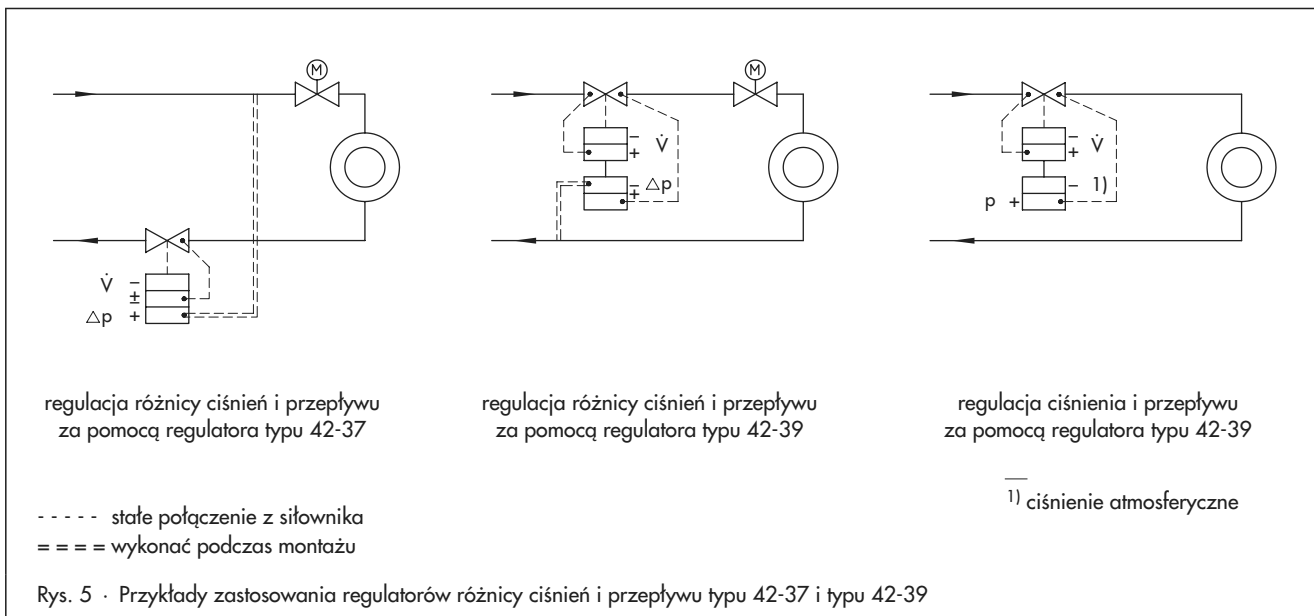 M
V̇ −
±
Δp +
regulacja różnicy ciśnień i przepływu
za pomocą regulatora typu 42-37
M
−
+ V̇
− Δp
+
regulacja różnicy ciśnień i przepływu
za pomocą regulatora typu 42-39
−
+ V̇
− 1)
p +
regulacja ciśnienia i przepływu
za pomocą regulatora typu 42-39
1) ciśnienie atmosferyczne
- - - - - stałe połączenie z siłownika
= = = = wykonać podczas montażu
Rys. 5 · Przykłady zastosowania regulatorów różnicy ciśnień i przepływu typu 42-37 i typu 42-39